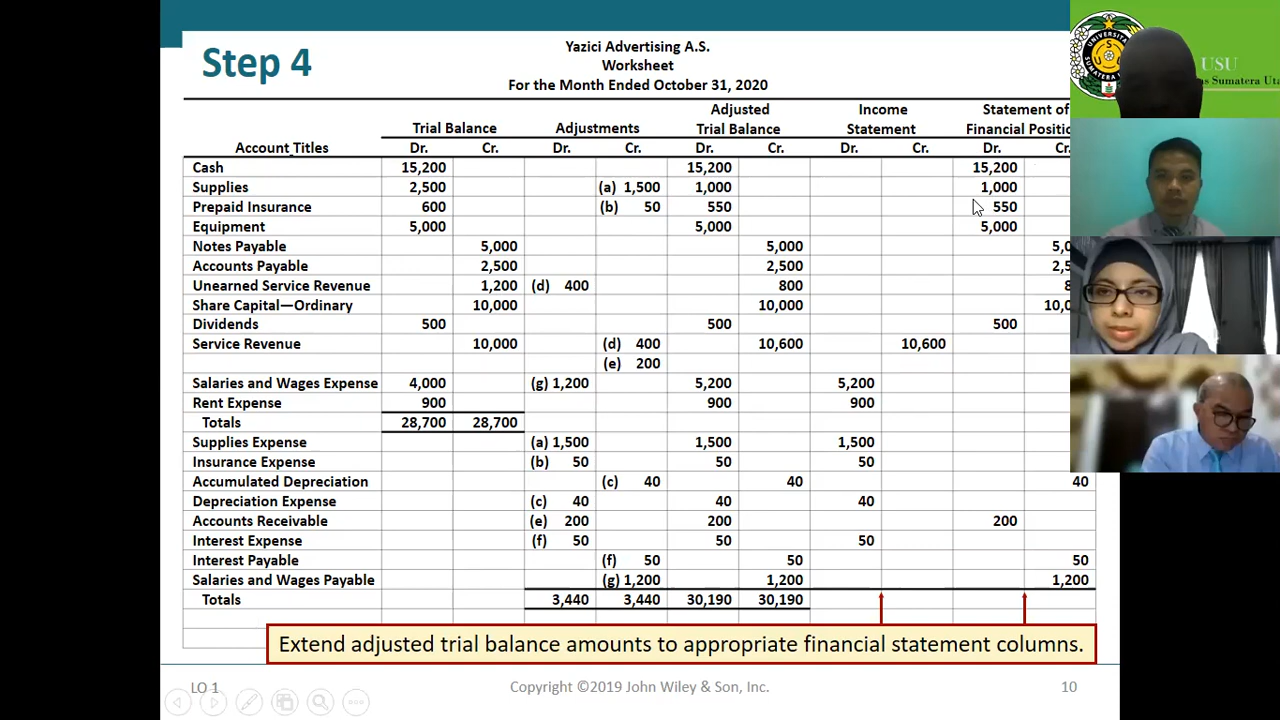 Step 4
Yazici Advertising A.S.
Worksheet
For the Month Ended October 31, 2020
Adjusted Income Statement of
Trial Balance Adjustments Trial Balance Statement Financial
Account Titles Dr. Cr. Dr. Cr. Dr. Cr. Dr. Cr. Dr. Cr.
Cash 15,200 15,200 15,200
Supplies 2,500 (a) 1,500 1,000 1,000
Prepaid Insurance 600 (b) 50 550 550
Equipment 5,000 5,000 5,000
Notes Payable 5,000 5,000
Accounts Payable 2,500 2,500
Unearned Service Revenue 1,200 (d) 400 800
Share Capital—Ordinary 10,000 10,000
Dividends 500 500 500
Service Revenue 10,000 (d) 400 10,600 10,600
(e) 200
Salaries and Wages Expense 4,000 (g) 1,200 5,200 5,200
Rent Expense 900 900 900
Totals 28,700 28,700
Supplies Expense (a) 1,500 1,500 1,500
Insurance Expense (b) 50 50 50
Accumulated Depreciation (c) 40 40 40
Depreciation Expense (c) 40 40 40
Accounts Receivable (e) 200 200 200
Interest Expense (f) 50 50 50
Interest Payable (f) 50 50 50
Salaries and Wages Payable (g) 1,200 1,200 1,200
Totals 3,440 3,440 30,190 30,190
Extend adjusted trial balance amounts to appropriate financial statement columns.
LO 1 Copyright ©2019 John Wiley & Son, Inc. 10
USU
Sumatera